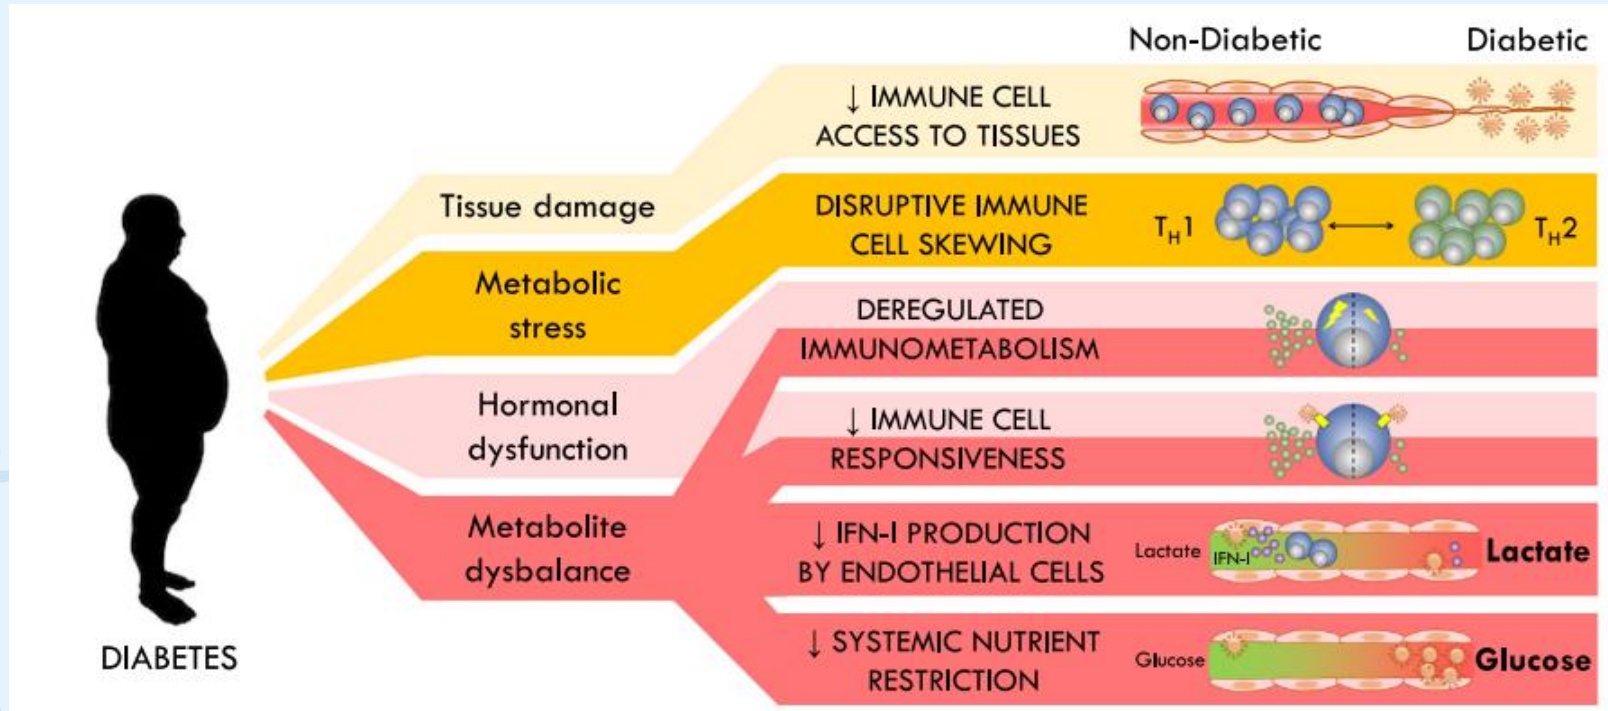 Non-Diabetic
Diabetic
↓ IMMUNE CELL
ACCESS TO TISSUES
Tissue damage
DISRUPTIVE IMMUNE
CELL SKEWING
TH1
TH2
Metabolic
stress
DEREGULATED
IMMUNOMETABOLISM
Hormonal
dysfunction
↓ IMMUNE CELL
RESPONSIVENESS
Metabolite
dysbalance
↓ IFN-I PRODUCTION
BY ENDOTHELIAL CELLS
Lactate
IFN-I
Lactate
↓ SYSTEMIC NUTRIENT
RESTRICTION
Glucose
Glucose
DIABETES